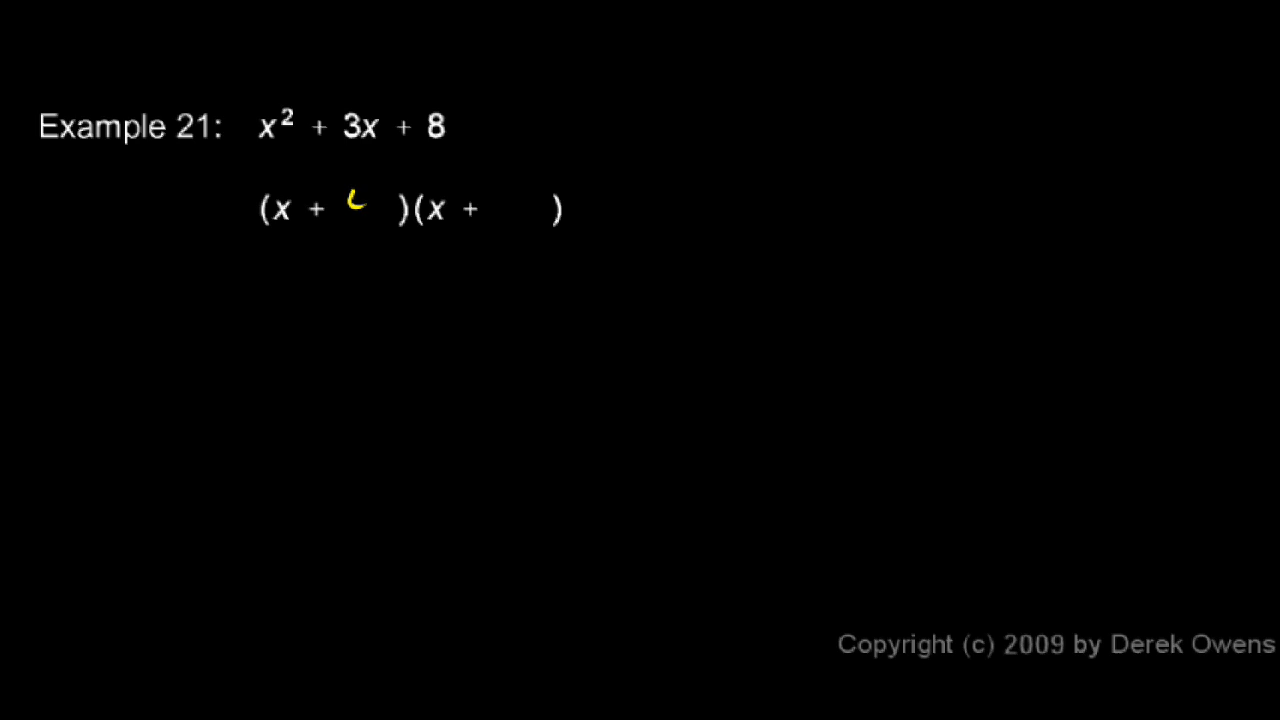 Example 21: x² + 3x + 8
(x + )(x + )
Copyright (c) 2009 by Derek Owens